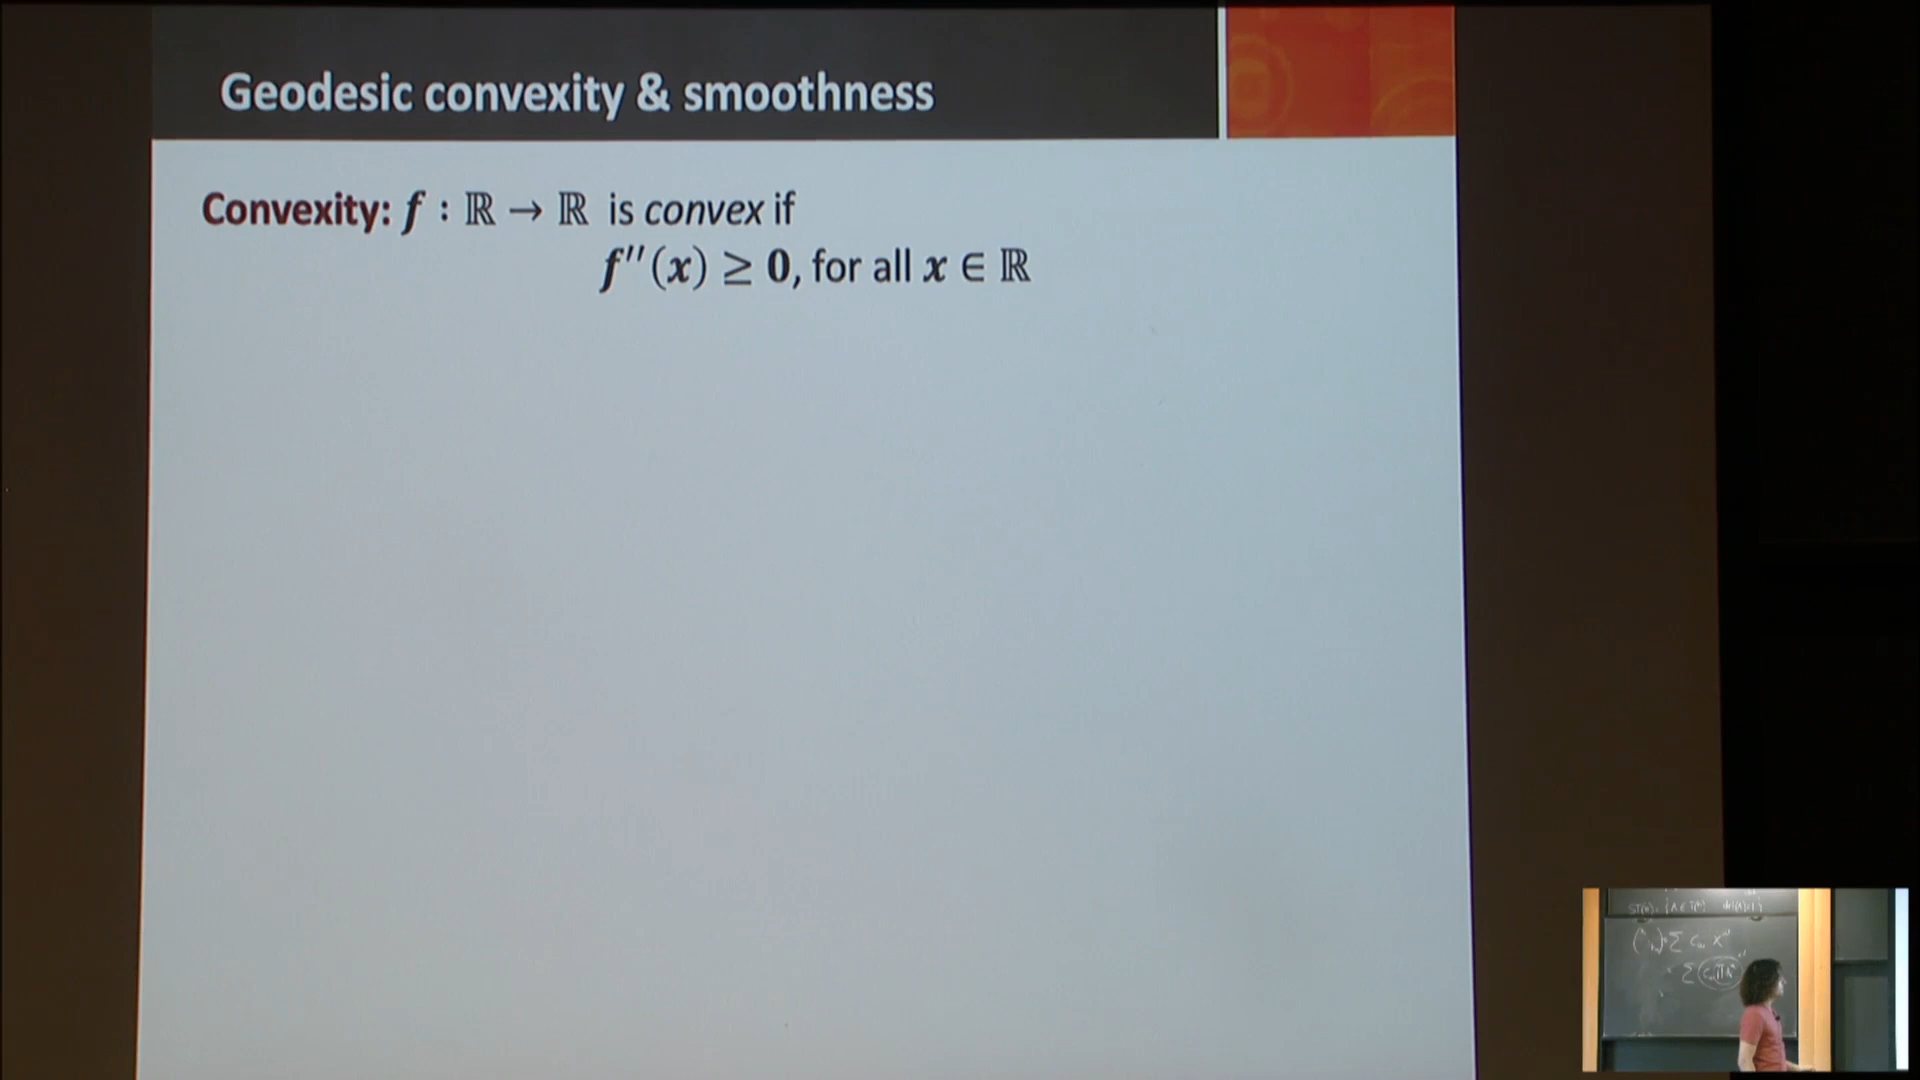 Geodesic convexity & smoothness
Convexity: f : ℝ → ℝ is convex if
f''(x) ≥ 0, for all x ∈ ℝ